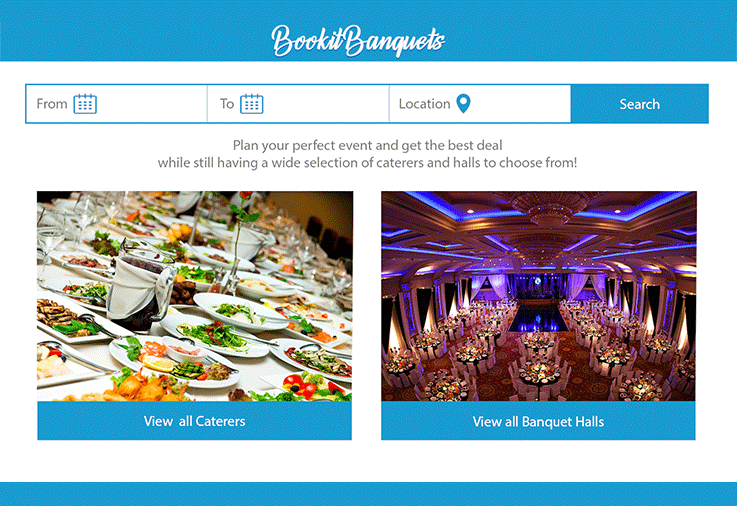 BookitBanquets
From To Location Search
Plan your perfect event and get the best deal
while still having a wide selection of caterers and halls to choose from!
View all Caterers
View all Banquet Halls